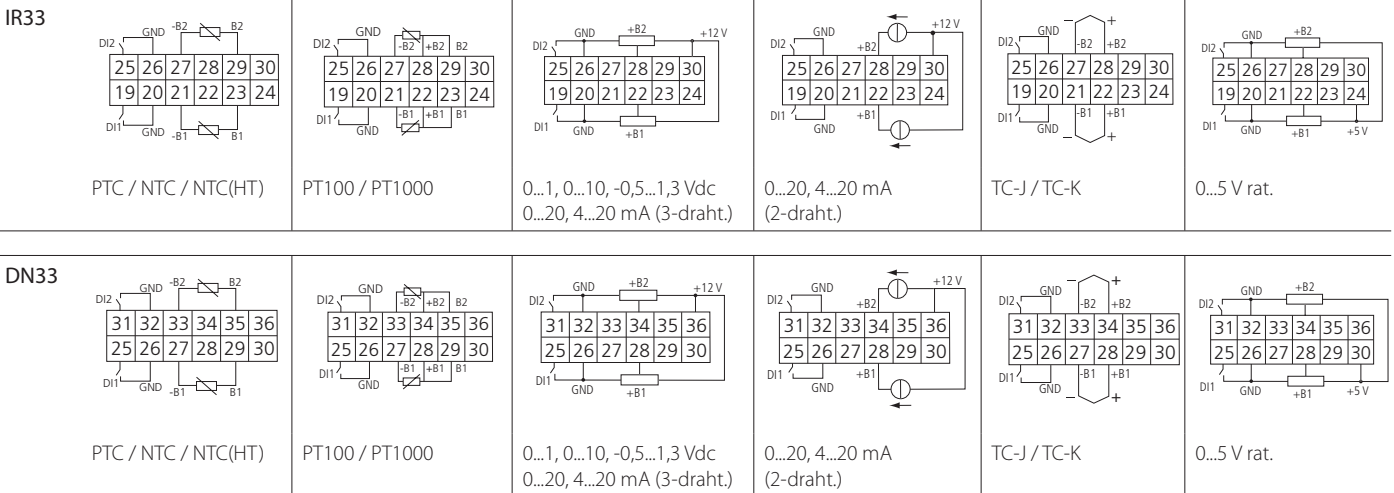 IR33
GND -B2 B2
DI2
25 26 27 28 29 30
19 20 21 22 23 24
DI1 GND -B1 B1
PTC / NTC / NTC(HT)
GND
DI2 -B2 +B2 B2
25 26 27 28 29 30
19 20 21 22 23 24
DI1 GND -B1 +B1 B1
PT100 / PT1000
GND +B2 +12 V
DI2
25 26 27 28 29 30
19 20 21 22 23 24
DI1 GND +B1
0...1, 0...10, -0,5...1,3 Vdc
0...20, 4...20 mA (3-draht.)
+12 V
DI2 GND +B2
25 26 27 28 29 30
19 20 21 22 23 24
DI1 GND +B1
0...20, 4...20 mA
(2-draht.)
– +
DI2 GND -B2 +B2
25 26 27 28 29 30
19 20 21 22 23 24
DI1 GND -B1 +B1
– +
TC-J / TC-K
GND +B2
DI2
25 26 27 28 29 30
19 20 21 22 23 24
DI1 GND +B1 +5 V
0...5 V rat.
DN33
GND -B2 B2
DI2
31 32 33 34 35 36
25 26 27 28 29 30
DI1 GND -B1 B1
PTC / NTC / NTC(HT)
GND
DI2 -B2 +B2 B2
31 32 33 34 35 36
25 26 27 28 29 30
DI1 GND -B1 +B1 B1
PT100 / PT1000
GND +B2 +12 V
DI2
31 32 33 34 35 36
25 26 27 28 29 30
DI1 GND +B1
0...1, 0...10, -0,5...1,3 Vdc
0...20, 4...20 mA (3-draht.)
+12 V
DI2 GND +B2
31 32 33 34 35 36
25 26 27 28 29 30
DI1 GND +B1
0...20, 4...20 mA
(2-draht.)
– +
DI2 GND -B2 +B2
31 32 33 34 35 36
25 26 27 28 29 30
DI1 GND -B1 +B1
– +
TC-J / TC-K
GND +B2
DI2
31 32 33 34 35 36
25 26 27 28 29 30
DI1 GND +B1 +5 V
0...5 V rat.